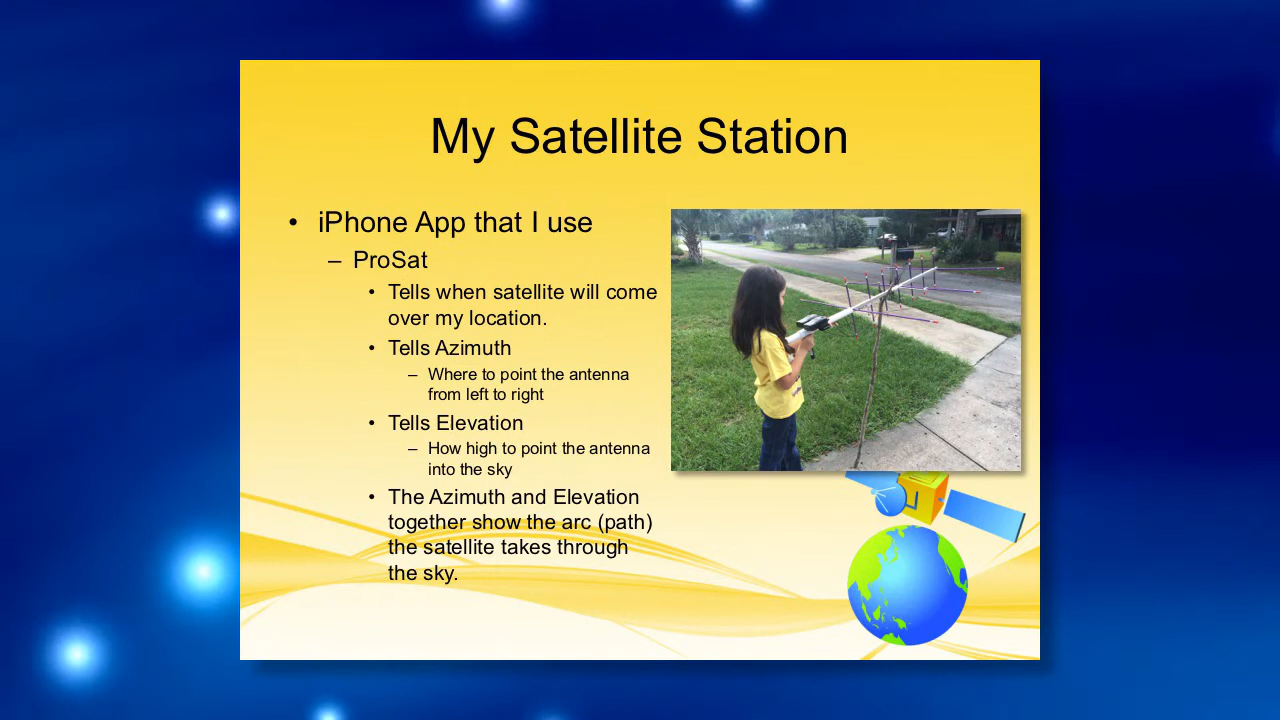 My Satellite Station
• iPhone App that I use
– ProSat
• Tells when satellite will come
over my location.
• Tells Azimuth
– Where to point the antenna
from left to right
• Tells Elevation
– How high to point the antenna
into the sky
• The Azimuth and Elevation
together show the arc (path)
the satellite takes through
the sky.